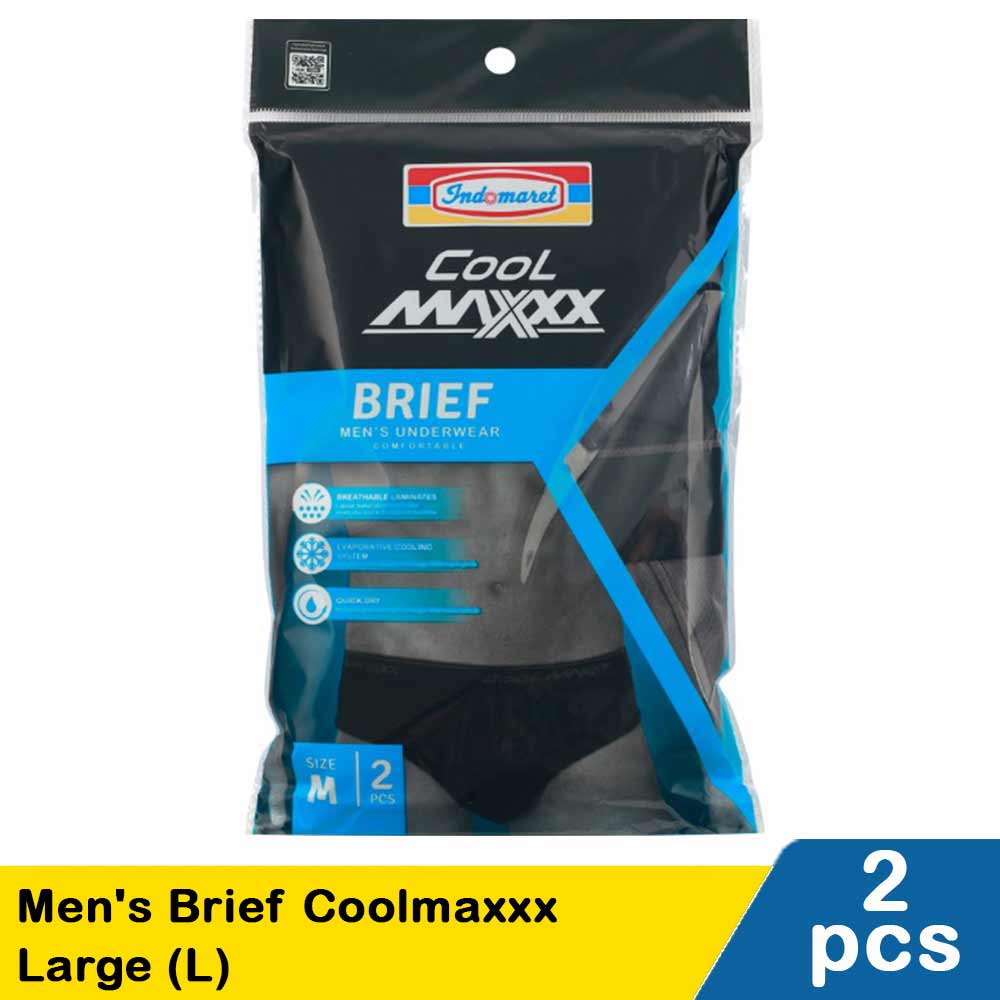 Indomaret
COOL
MAXXX
BRIEF
MEN'S UNDERWEAR
COMFORTABLE
BREATHABLE LAMINATES
EVAPORATIVE COOLING
SYSTEM
QUICK DRY
COOLMAXXX
SIZE
M
2
PCS
Men's Brief Coolmaxxx
Large (L)
2
pcs